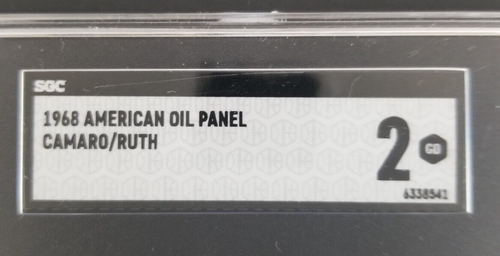 SGC
1968 AMERICAN OIL PANEL
CAMARO/RUTH
2 GD
6338541